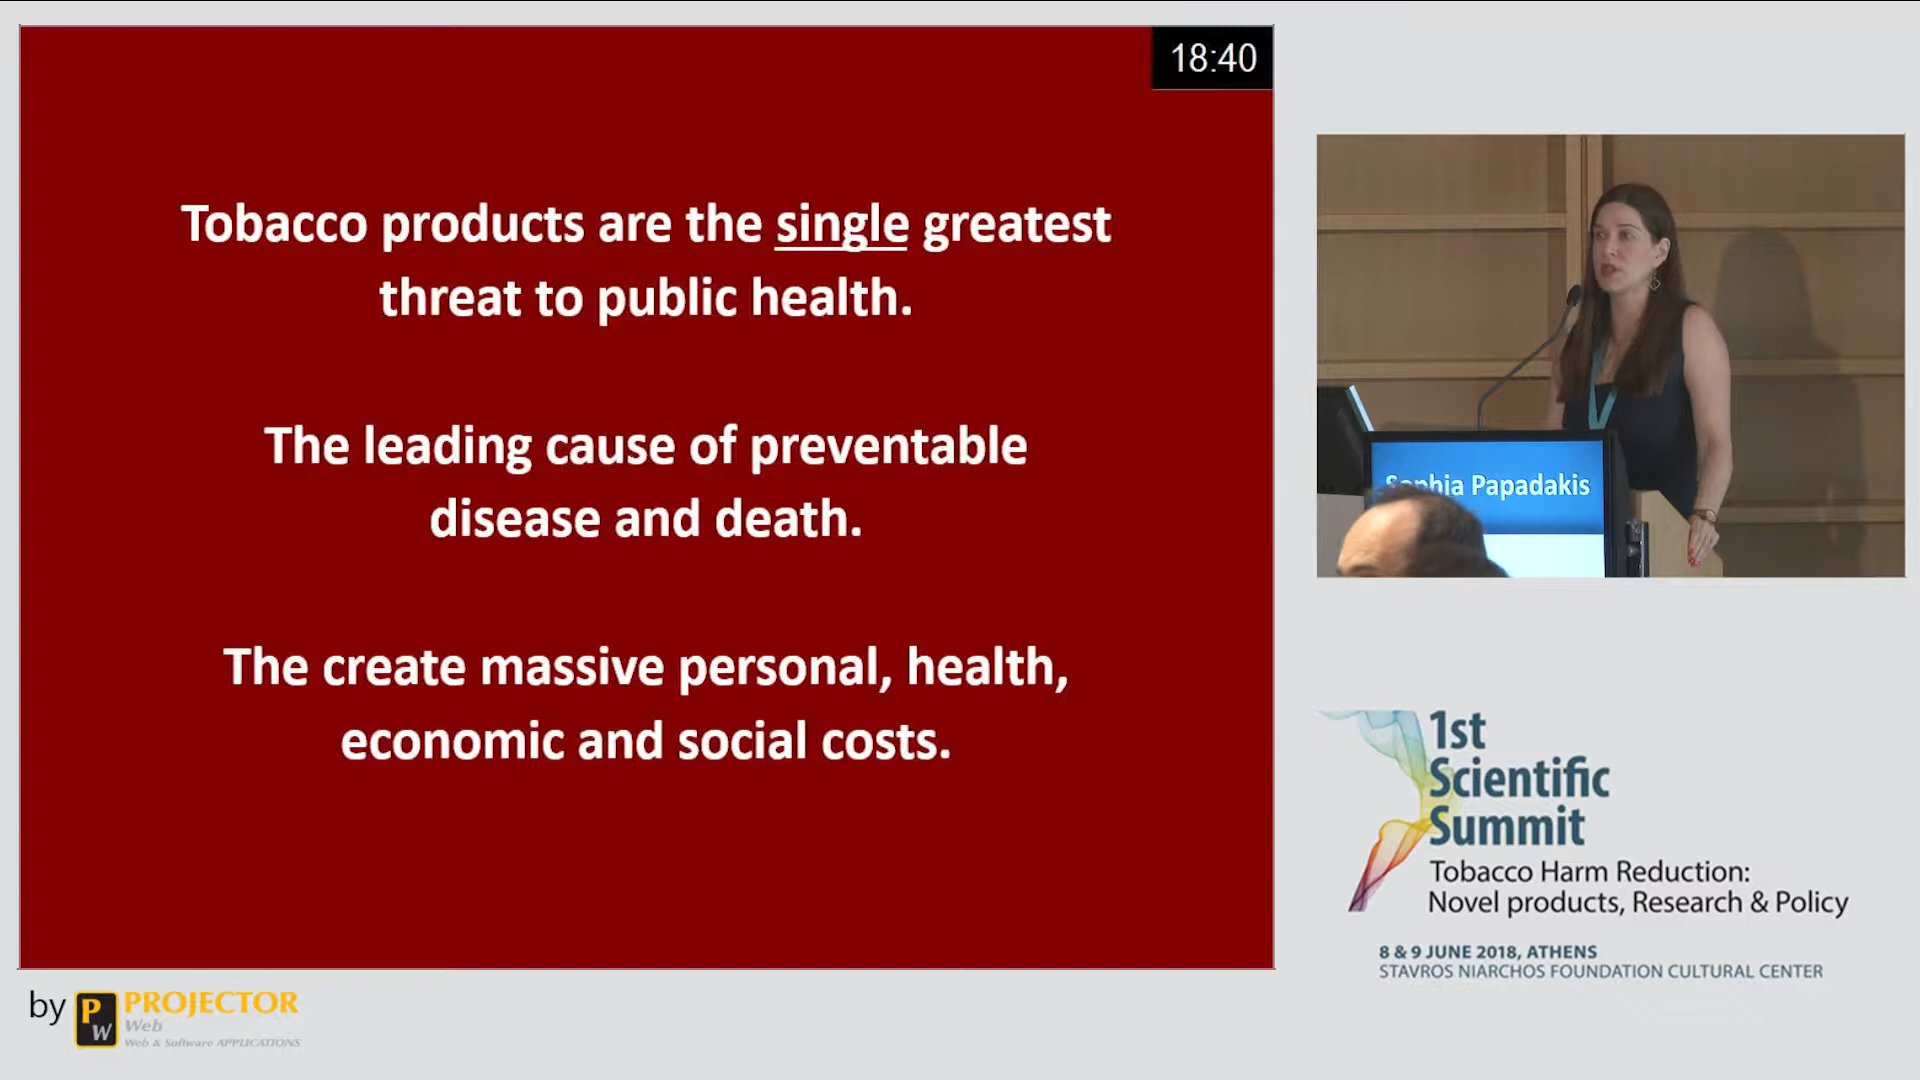 18:40
Tobacco products are the single greatest
threat to public health.
The leading cause of preventable
disease and death.
The create massive personal, health,
economic and social costs.
Sophia Papadakis
1st
Scientific
Summit
Tobacco Harm Reduction:
Novel products, Research & Policy
8 & 9 JUNE 2018, ATHENS
STAVROS NIARCHOS FOUNDATION CULTURAL CENTER
by PW PROJECTOR
Web
Web & Software APPLICATIONS